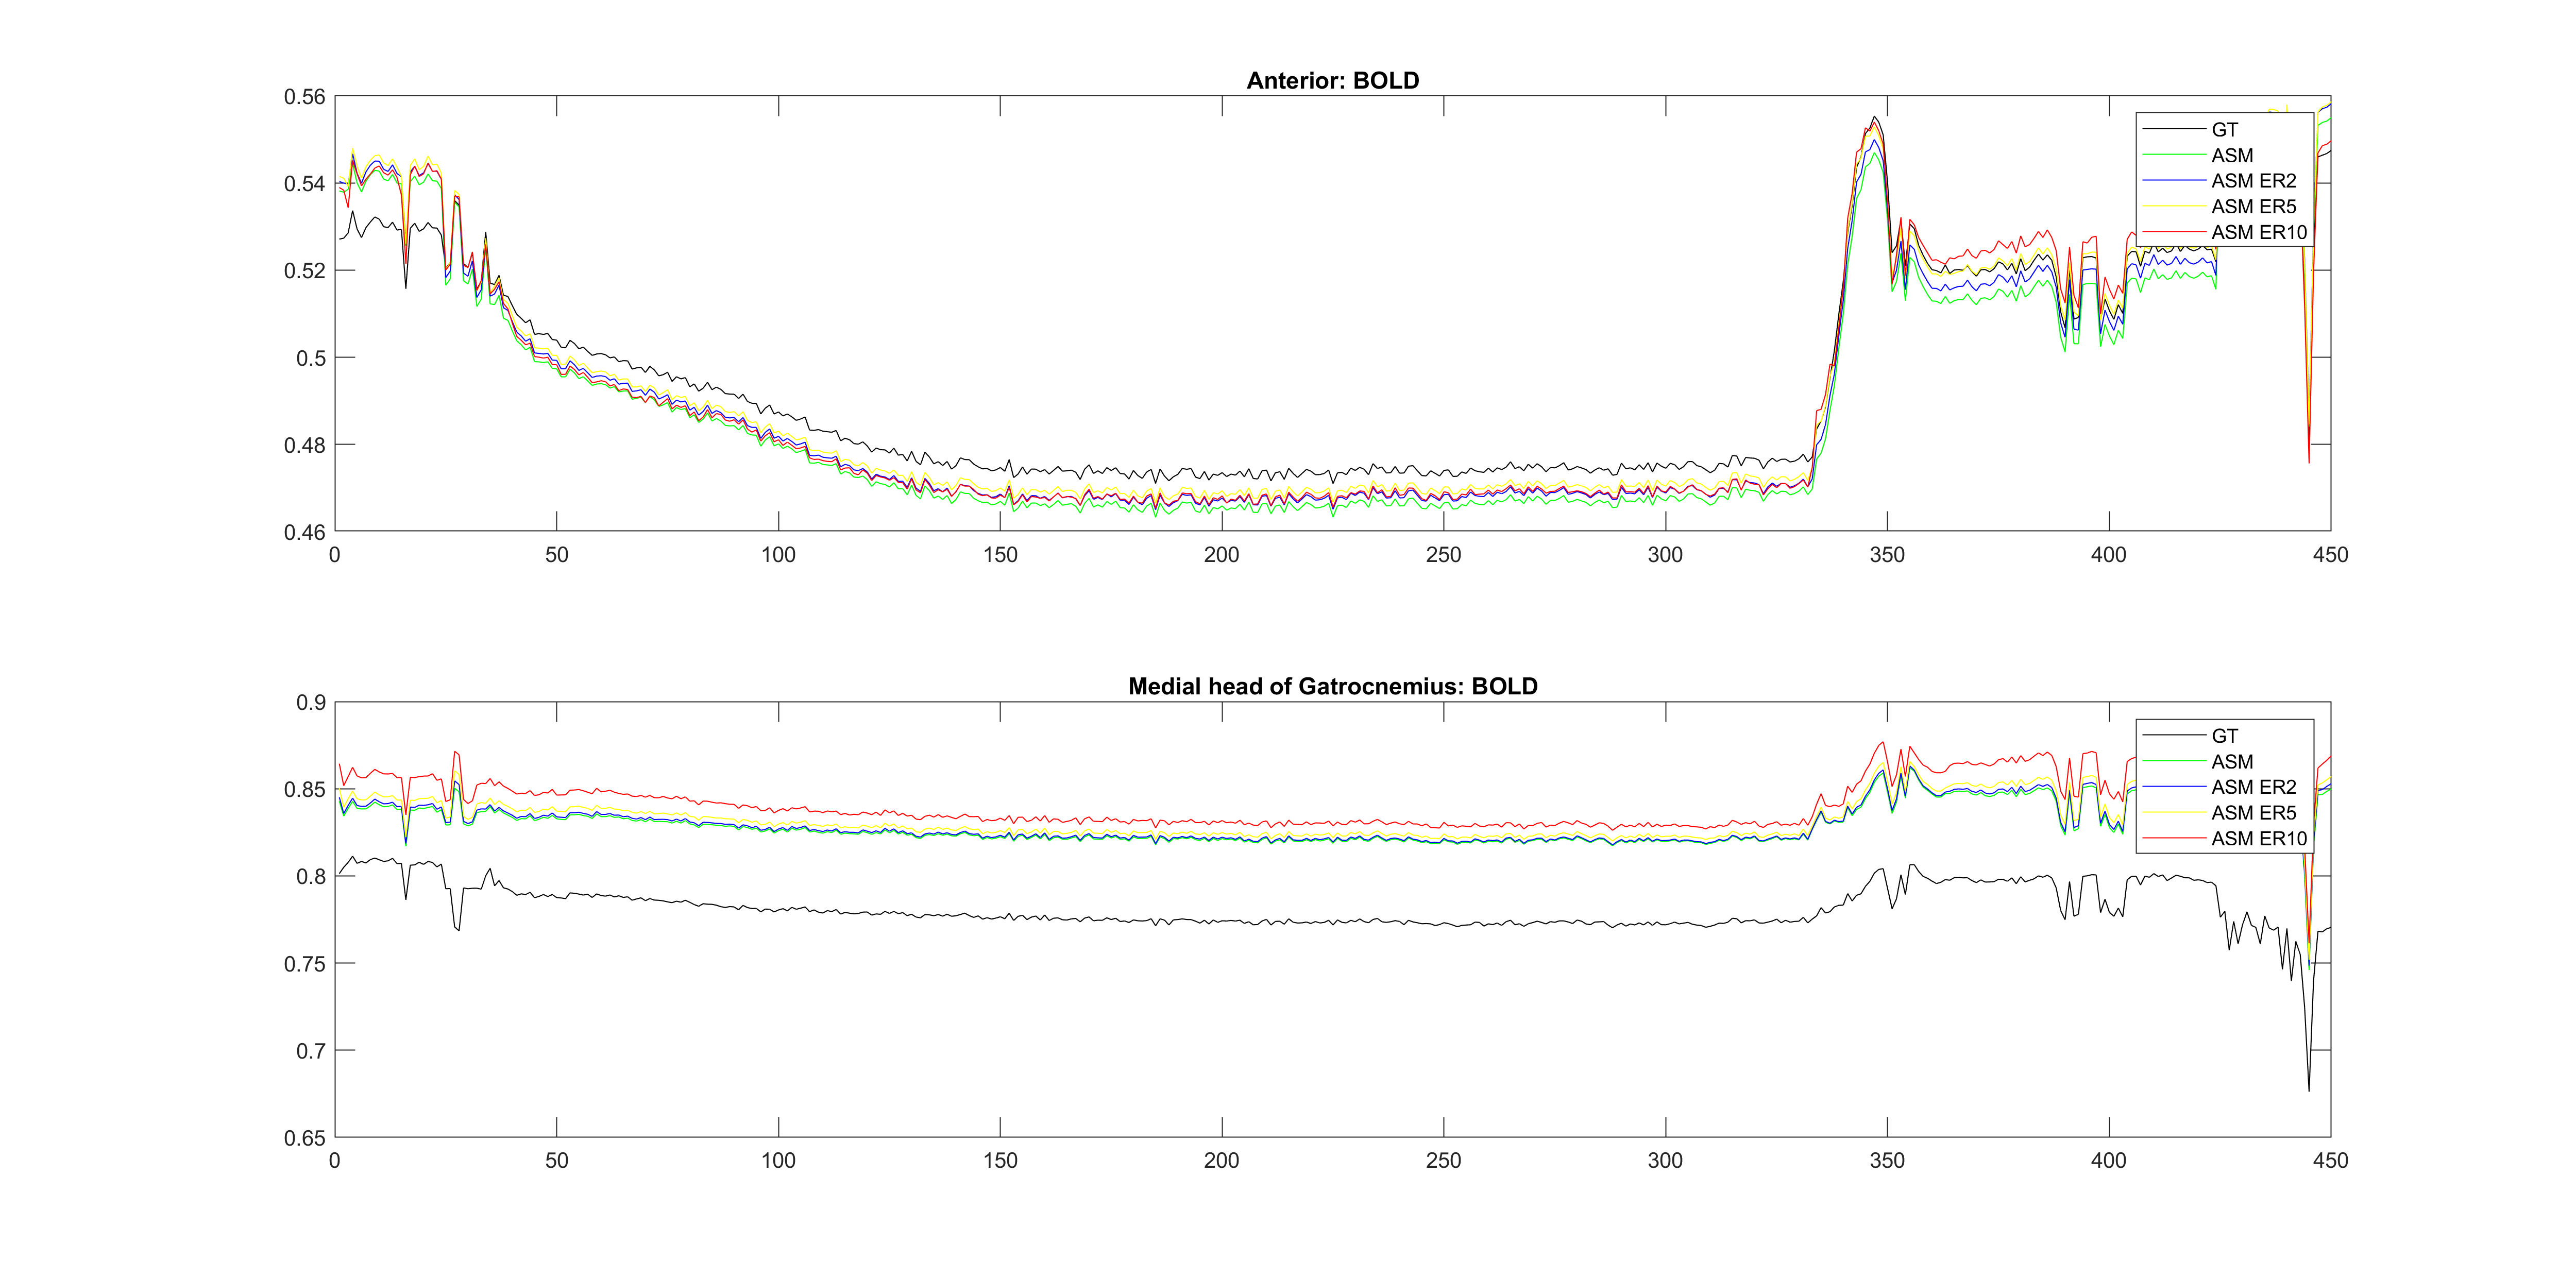 Anterior: BOLD
0.56
0.54
0.52
0.5
0.48
0.46
0 50 100 150 200 250 300 350 400 450
GT
ASM
ASM ER2
ASM ER5
ASM ER10
Medial head of Gatrocnemius: BOLD
0.9
0.85
0.8
0.75
0.7
0.65
0 50 100 150 200 250 300 350 400 450
GT
ASM
ASM ER2
ASM ER5
ASM ER10